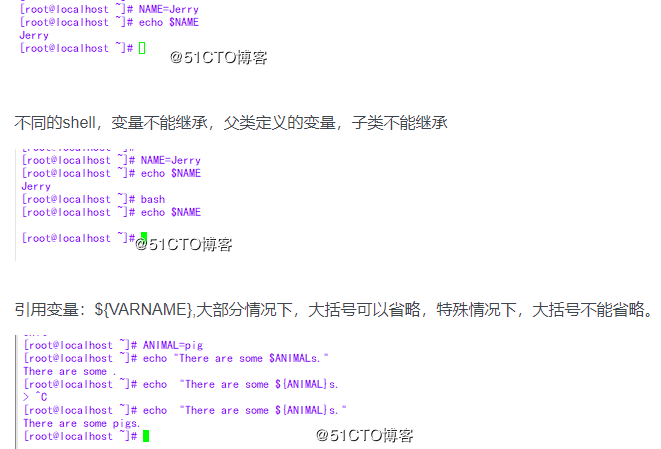 [root@localhost ~]# NAME=Jerry
[root@localhost ~]# echo $NAME
Jerry
[root@localhost ~]#
@51CTO博客
不同的shell，变量不能继承，父类定义的变量，子类不能继承
[root@localhost ~]#
[root@localhost ~]# NAME=Jerry
[root@localhost ~]# echo $NAME
Jerry
[root@localhost ~]# bash
[root@localhost ~]# echo $NAME
[root@localhost ~]#
@51CTO博客
引用变量：${VARNAME},大部分情况下，大括号可以省略，特殊情况下，大括号不能省略。
[root@localhost ~]# ANIMAL=pig
[root@localhost ~]# echo "There are some $ANIMALs."
There are some .
[root@localhost ~]# echo  "There are some ${ANIMAL}s.
> ^C
[root@localhost ~]# echo  "There are some ${ANIMAL}s."
There are some pigs.
[root@localhost ~]#
@51CTO博客